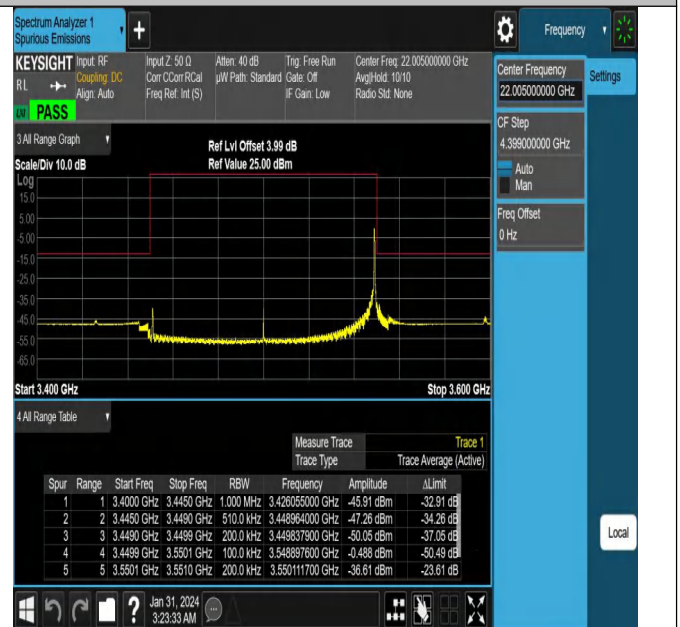 Spectrum Analyzer 1
Spurious Emissions
+
Frequency
KEYSIGHT
RL
Input: RF
Coupling: DC
Align: Auto
Input Z: 50 Ω
Corr CCorr RCal
Freq Ref: Int (S)
Atten: 40 dB
µW Path: Standard
Trig: Free Run
Gate: Off
IF Gain: Low
Center Freq: 22.005000000 GHz
Avg|Hold: 10/10
Radio Std: None
PASS
Center Frequency
22.005000000 GHz
Settings
CF Step
4.399000000 GHz
Auto
Man
Freq Offset
0 Hz
3 All Range Graph
Scale/Div 10.0 dB
Ref Lvl Offset 3.99 dB
Ref Value 25.00 dBm
Log
15.0
5.00
-5.00
-15.0
-25.0
-35.0
-45.0
-55.0
-65.0
Start 3.400 GHz
Stop 3.600 GHz
4 All Range Table
Measure Trace Trace 1
Trace Type Trace Average (Active)
Spur Range Start Freq Stop Freq RBW Frequency Amplitude ΔLimit
1 1 3.4000 GHz 3.4450 GHz 1.000 MHz 3.426055000 GHz -45.91 dBm -32.91 dB
2 2 3.4450 GHz 3.4490 GHz 510.0 kHz 3.448964000 GHz -47.26 dBm -34.26 dB
3 3 3.4490 GHz 3.4499 GHz 200.0 kHz 3.449837900 GHz -50.05 dBm -37.05 dB
4 4 3.4499 GHz 3.5501 GHz 100.0 kHz 3.548897600 GHz -0.488 dBm -50.49 dB
5 5 3.5501 GHz 3.5510 GHz 200.0 kHz 3.550111700 GHz -36.61 dBm -23.61 dB
Local
?
Jan 31, 2024
3:23:33 AM